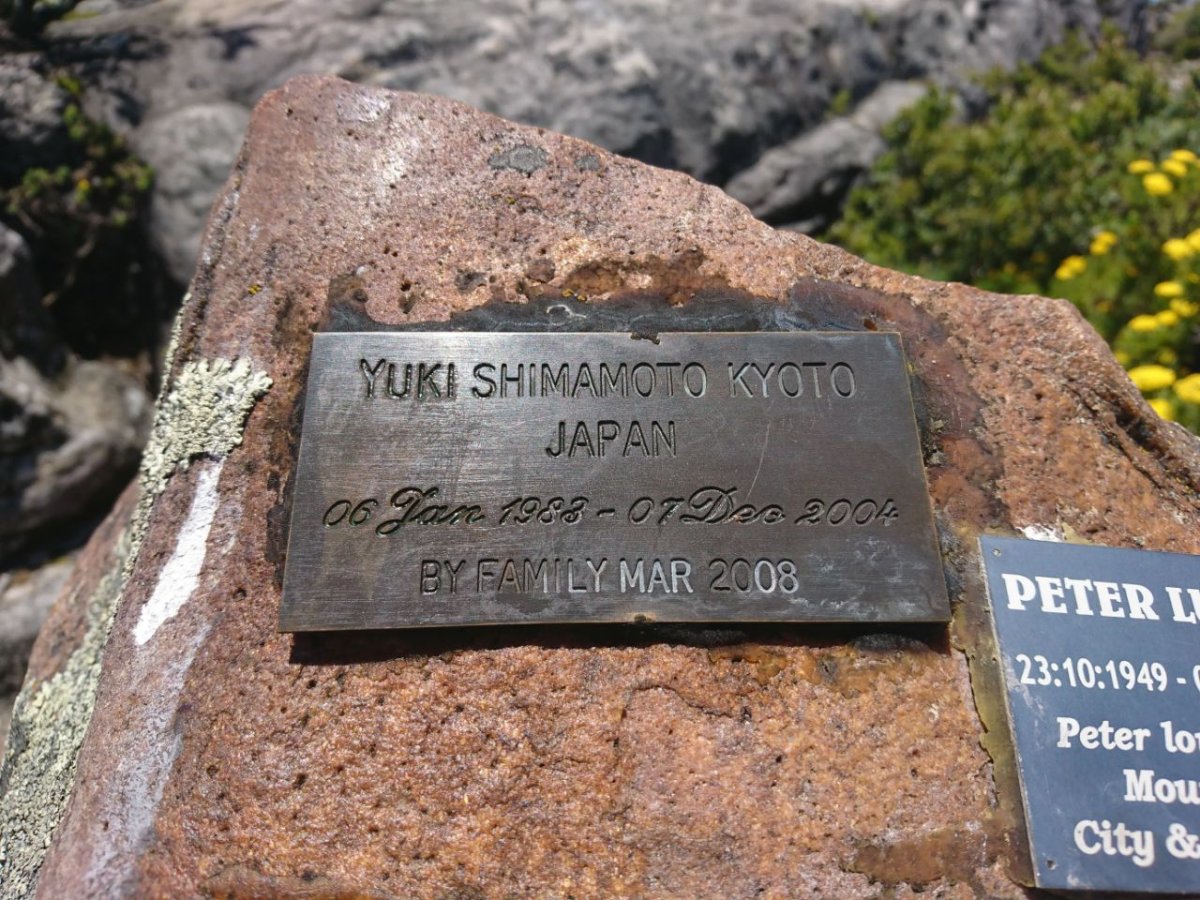 YUKI SHIMAMOTO KYOTO
JAPAN
06 Jan 1983 - 07 Dec 2004
BY FAMILY MAR 2008
PETER
23:10:1949 -
Peter
City &